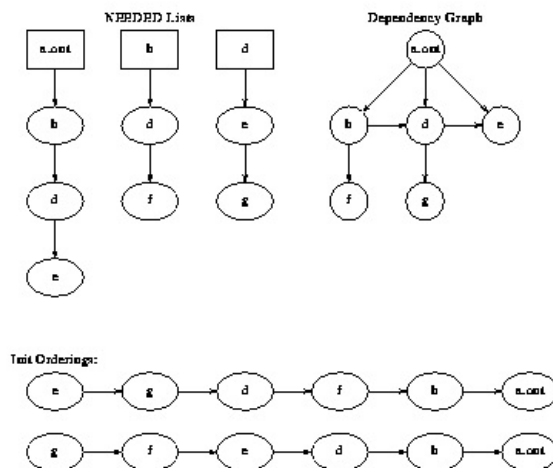 NEEDED Lists Dependency Graph
a.out b d a.out
b d e b d e
d f g f g
e
Init Orderings:
e g d f b a.out
g f e d b a.out